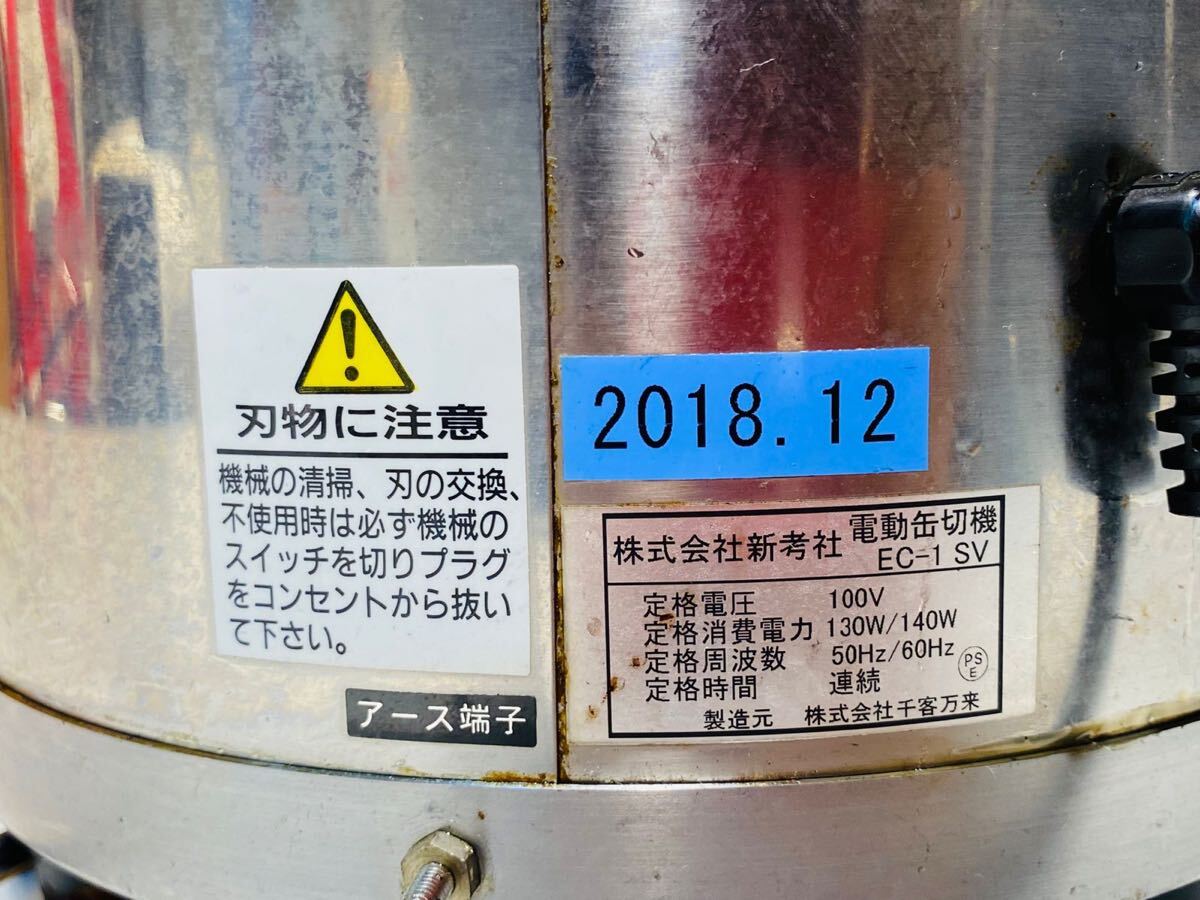 刃物に注意
機械の清掃、刃の交換、
不使用時は必ず機械の
スイッチを切りプラグ
をコンセントから抜い
て下さい。
アース端子
2018.12
株式会社新考社 電動缶切機
EC-1 SV
定格電圧 100V
定格消費電力 130W/140W
定格周波数 50Hz/60Hz
定格時間 連続
PS
E
製造元 株式会社千客万来